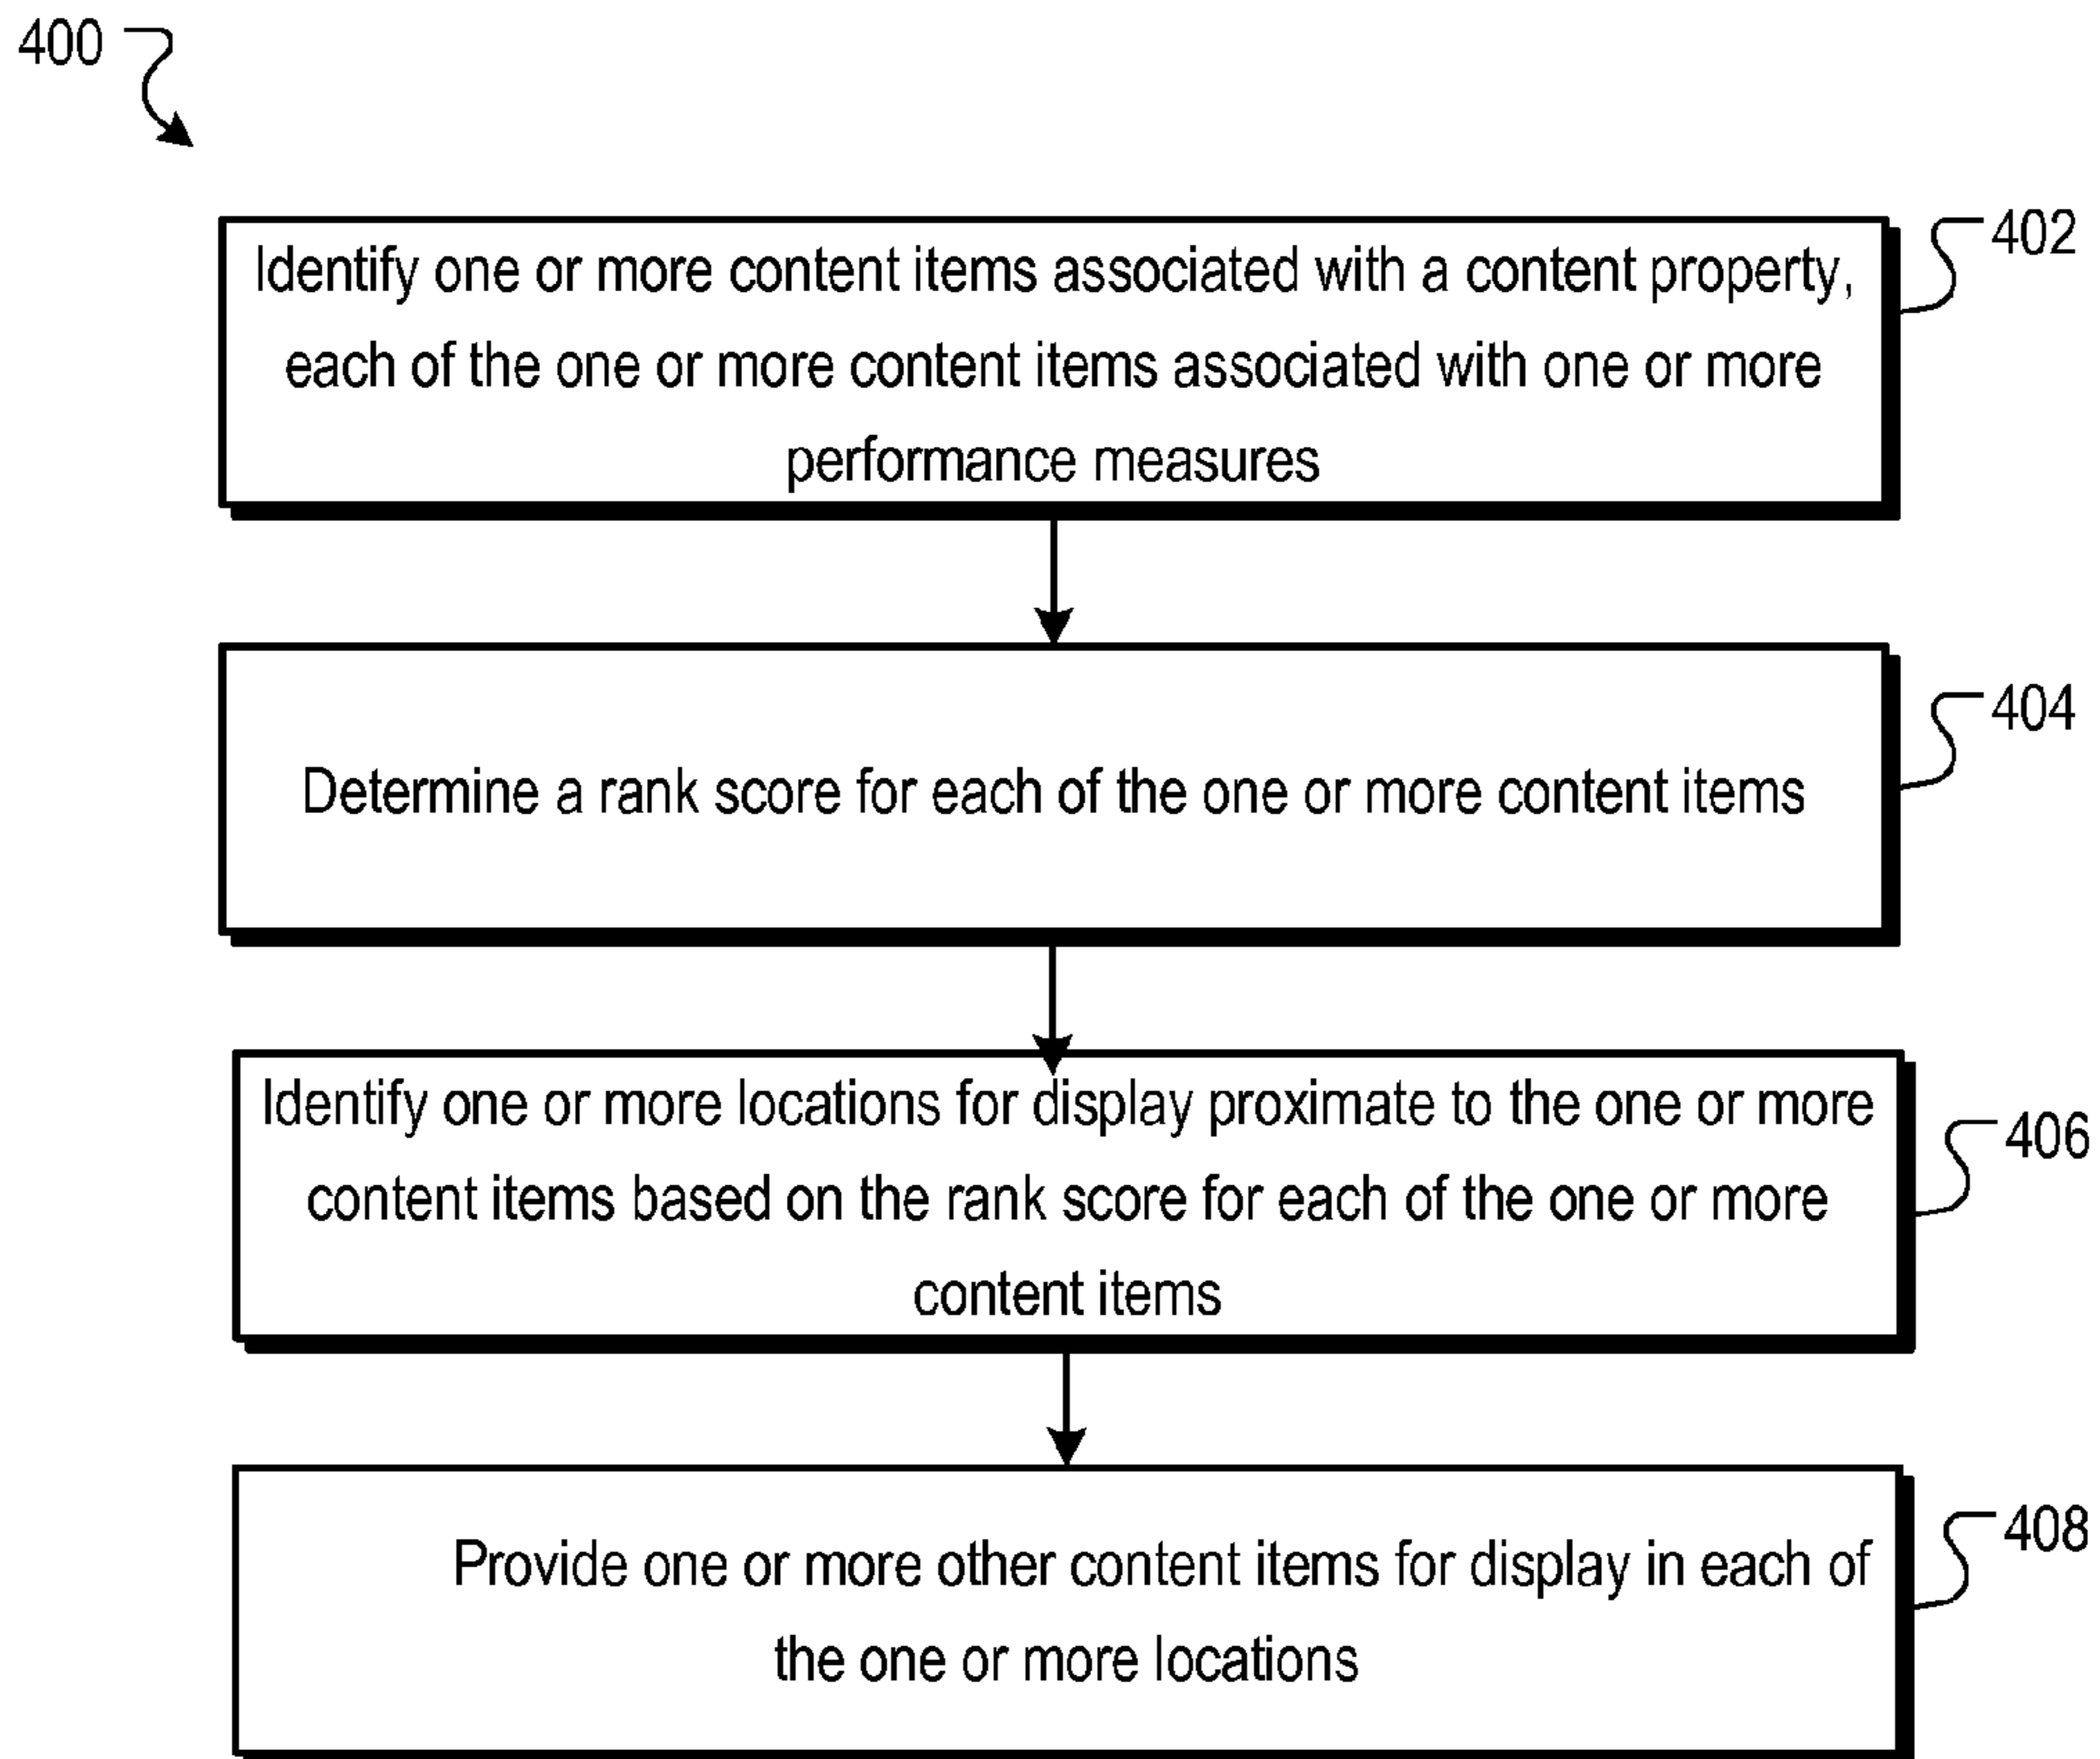 400
402
Identify one or more content items associated with a content property,
each of the one or more content items associated with one or more
performance measures
404
Determine a rank score for each of the one or more content items
Identify one or more locations for display proximate to the one or more
406
content items based on the rank score for each of the one or more
content items
408
Provide one or more other content items for display in each of
the one or more locations